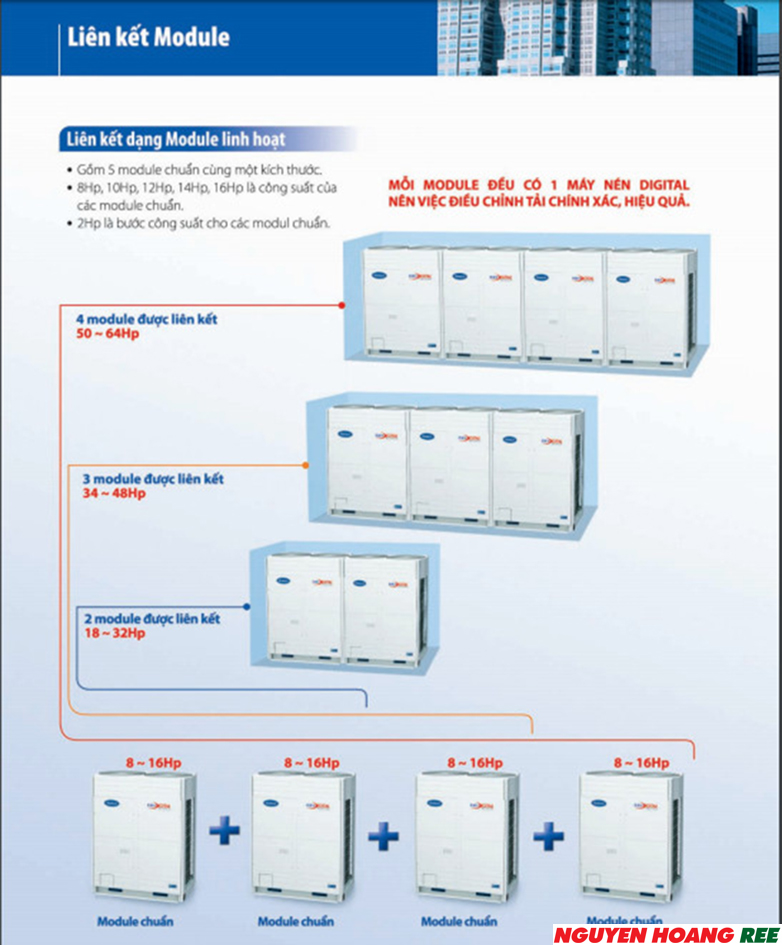 Liên kết Module
Liên kết dạng Module linh hoạt
• Gồm 5 module chuẩn cùng một kích thước.
• 8Hp, 10Hp, 12Hp, 14Hp, 16Hp là công suất của
các module chuẩn.
• 2Hp là bước công suất cho các modul chuẩn.
MỖI MODULE ĐỀU CÓ 1 MÁY NÉN DIGITAL
NÊN VIỆC ĐIỀU CHỈNH TẢI CHÍNH XÁC, HIỆU QUẢ.
4 module được liên kết
50 ~ 64Hp
3 module được liên kết
34 ~ 48Hp
2 module được liên kết
18 ~ 32Hp
8 ~ 16Hp
8 ~ 16Hp
8 ~ 16Hp
8 ~ 16Hp
Module chuẩn
Module chuẩn
Module chuẩn
Module chuẩn
NGUYEN HOANG REE